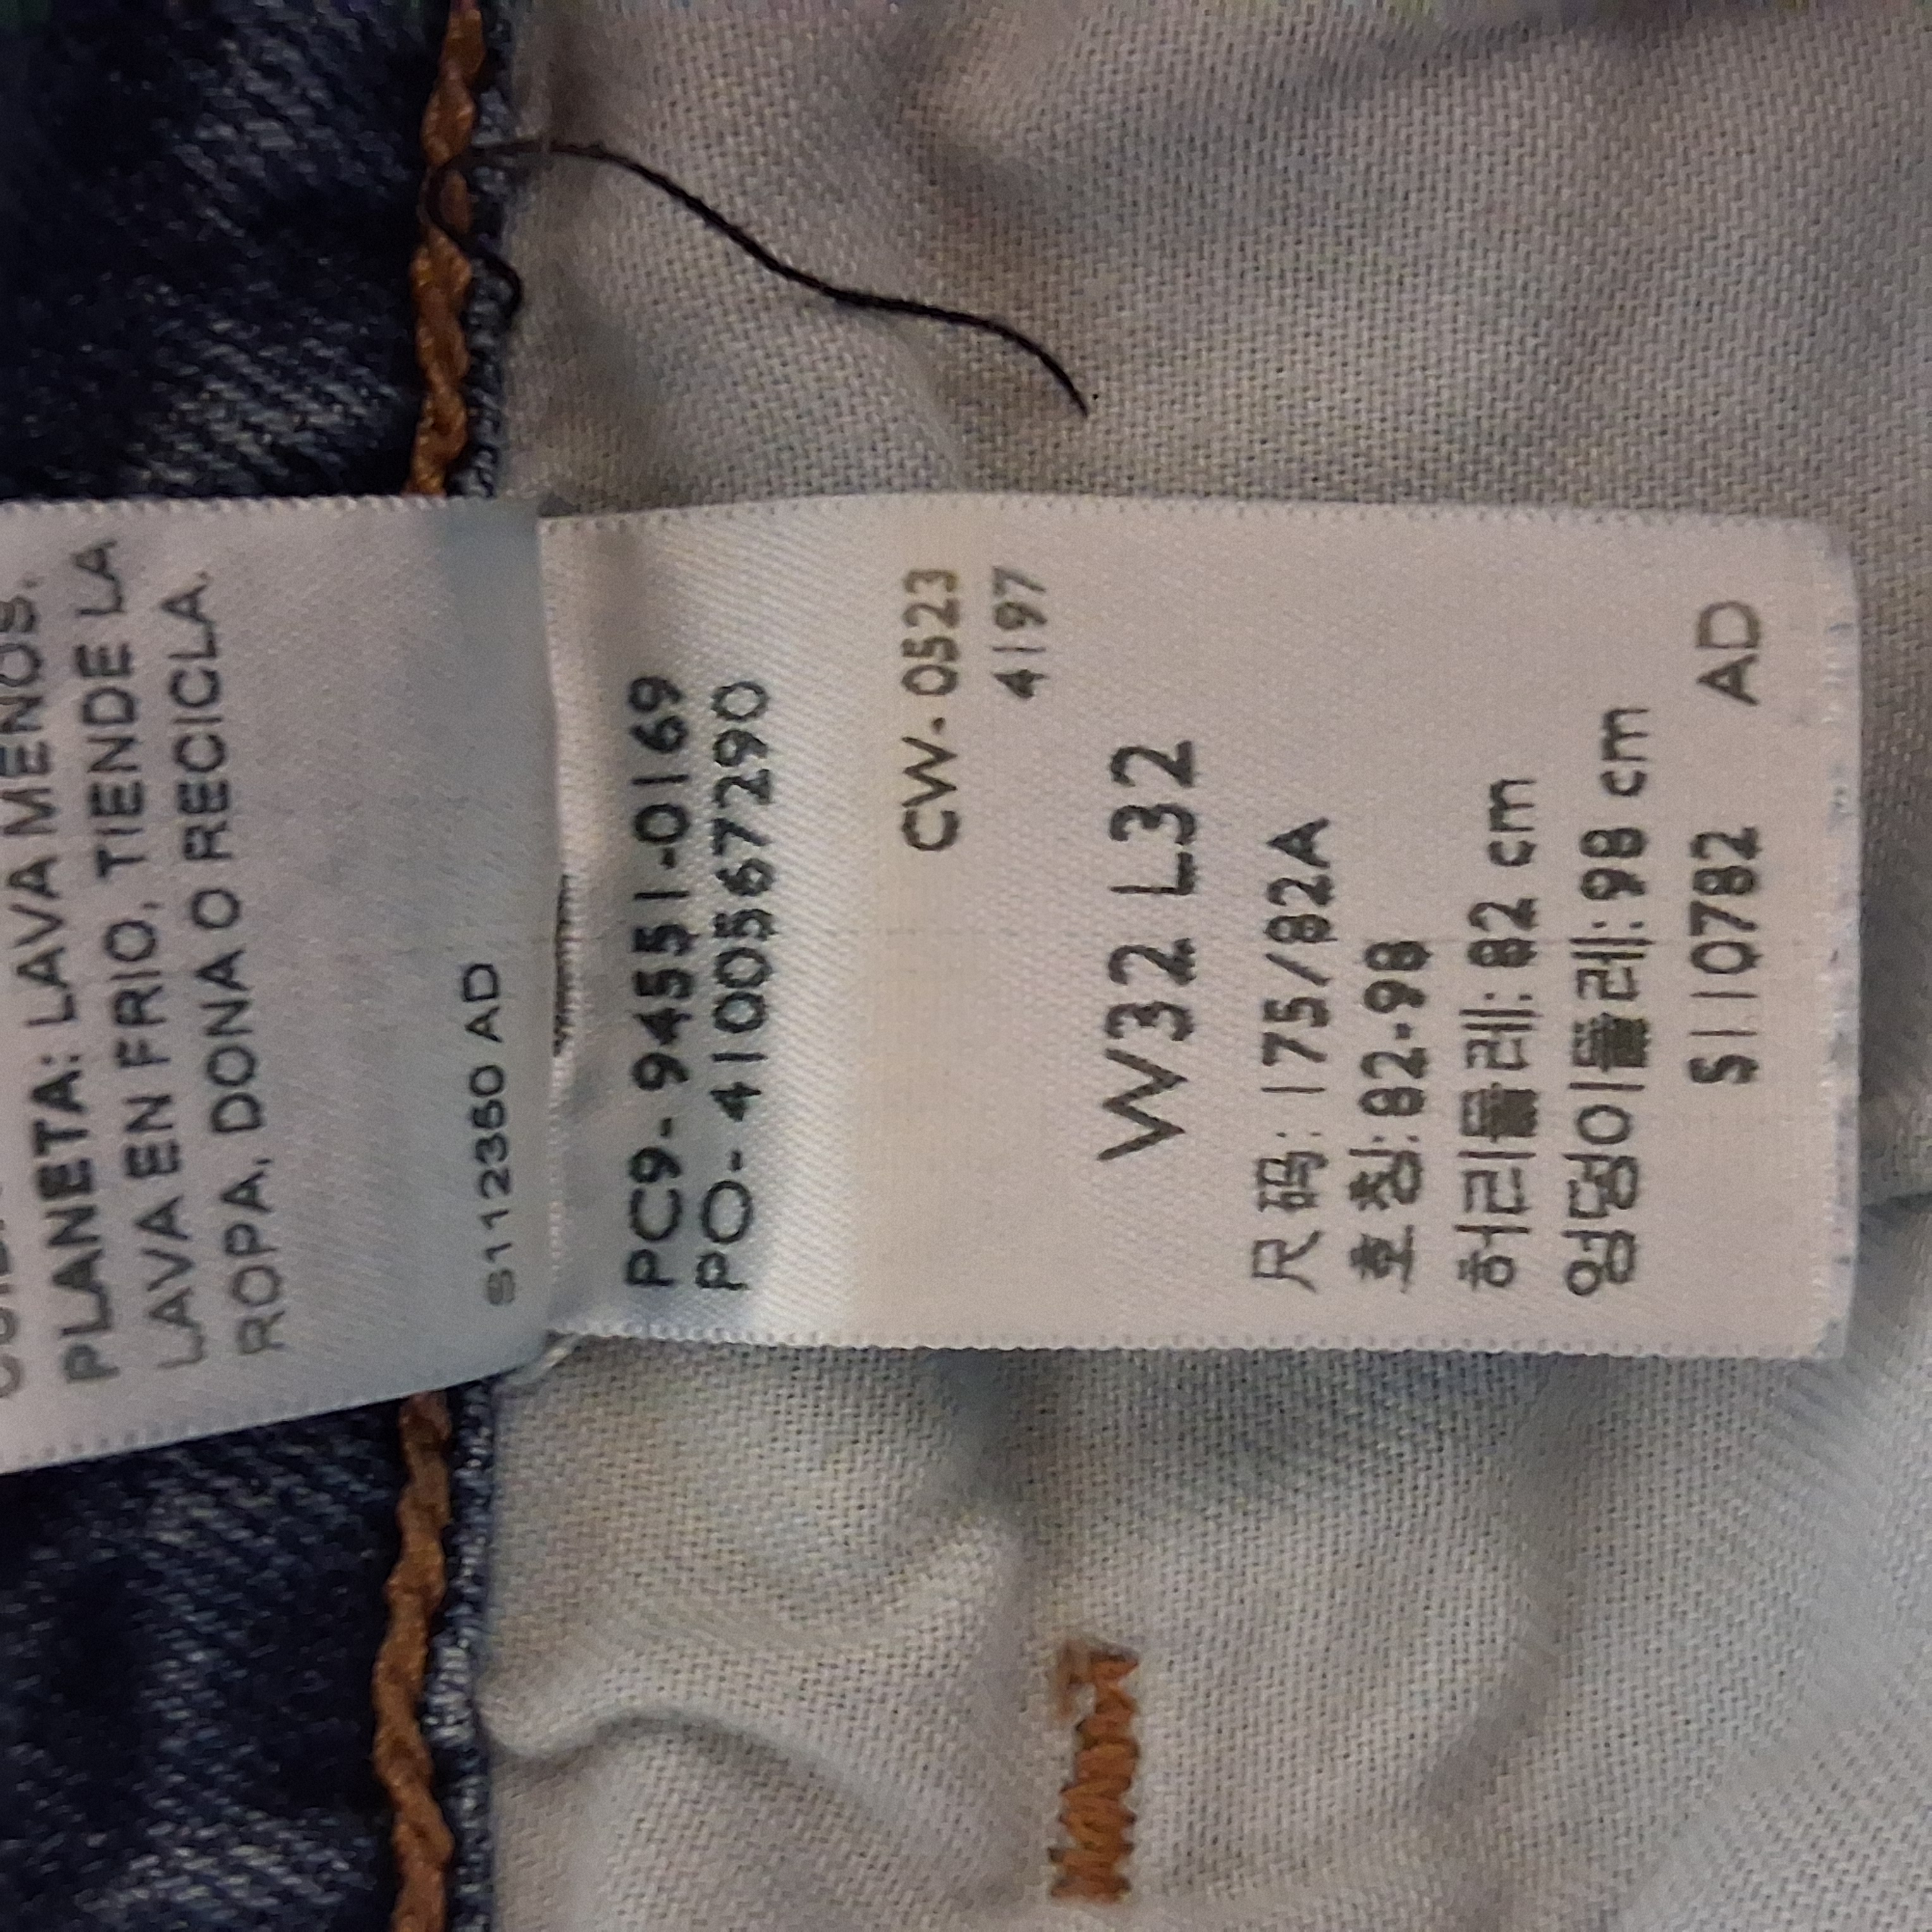 PLANETA: LAVA MENOS.
LAVA EN FRIO, TIENDE LA
ROPA, DONA O RECICLA.
S112360 AD
PC9- 94551-0169
PO- 4100567290
CW- 0523
4197
W32 L32
尺 码: 175/82A
호칭: 82-98
허리둘레: 82 cm
엉덩이둘레: 98 cm
S110782 AD